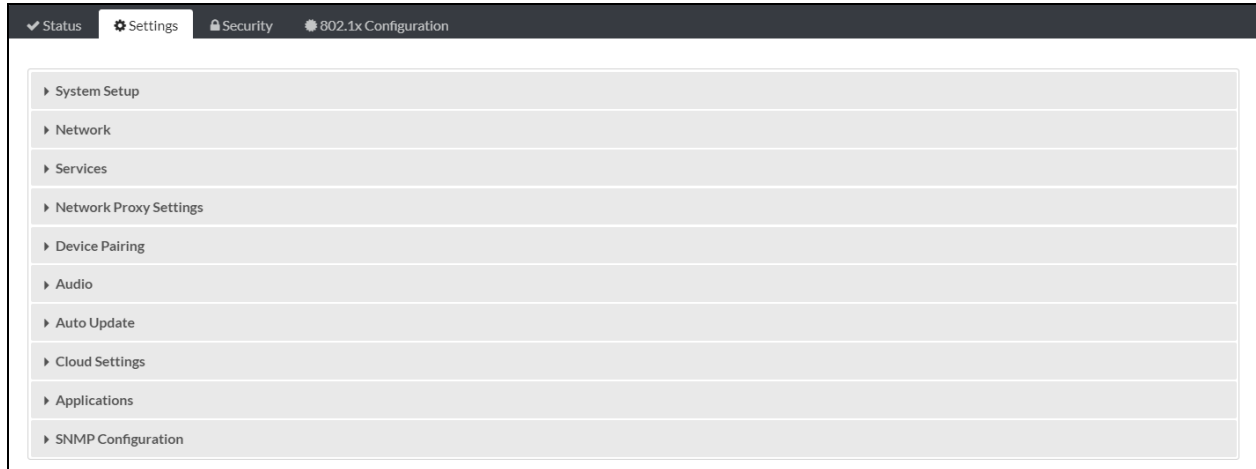 Status Settings Security 802.1x Configuration
System Setup
Network
Services
Network Proxy Settings
Device Pairing
Audio
Auto Update
Cloud Settings
Applications
SNMP Configuration